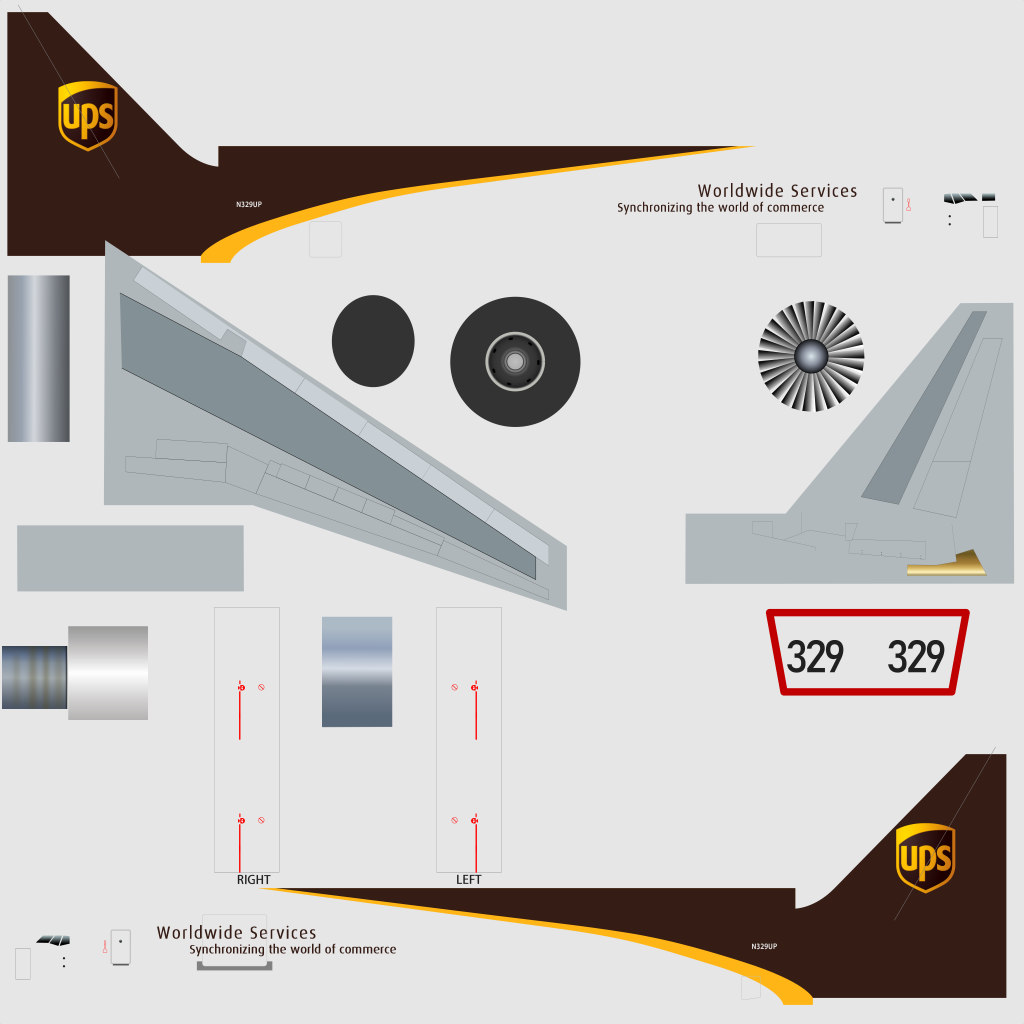 ups
N329UP
Worldwide Services
Synchronizing the world of commerce
329 329
RIGHT LEFT
ups
Worldwide Services
Synchronizing the world of commerce
N329UP